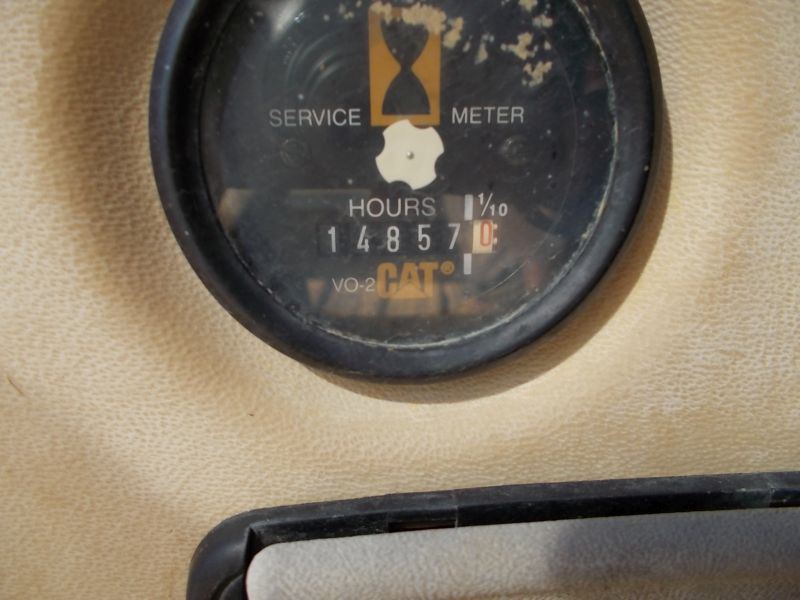 SERVICE METER
HOURS 1/10
148570
VO-2 CAT®